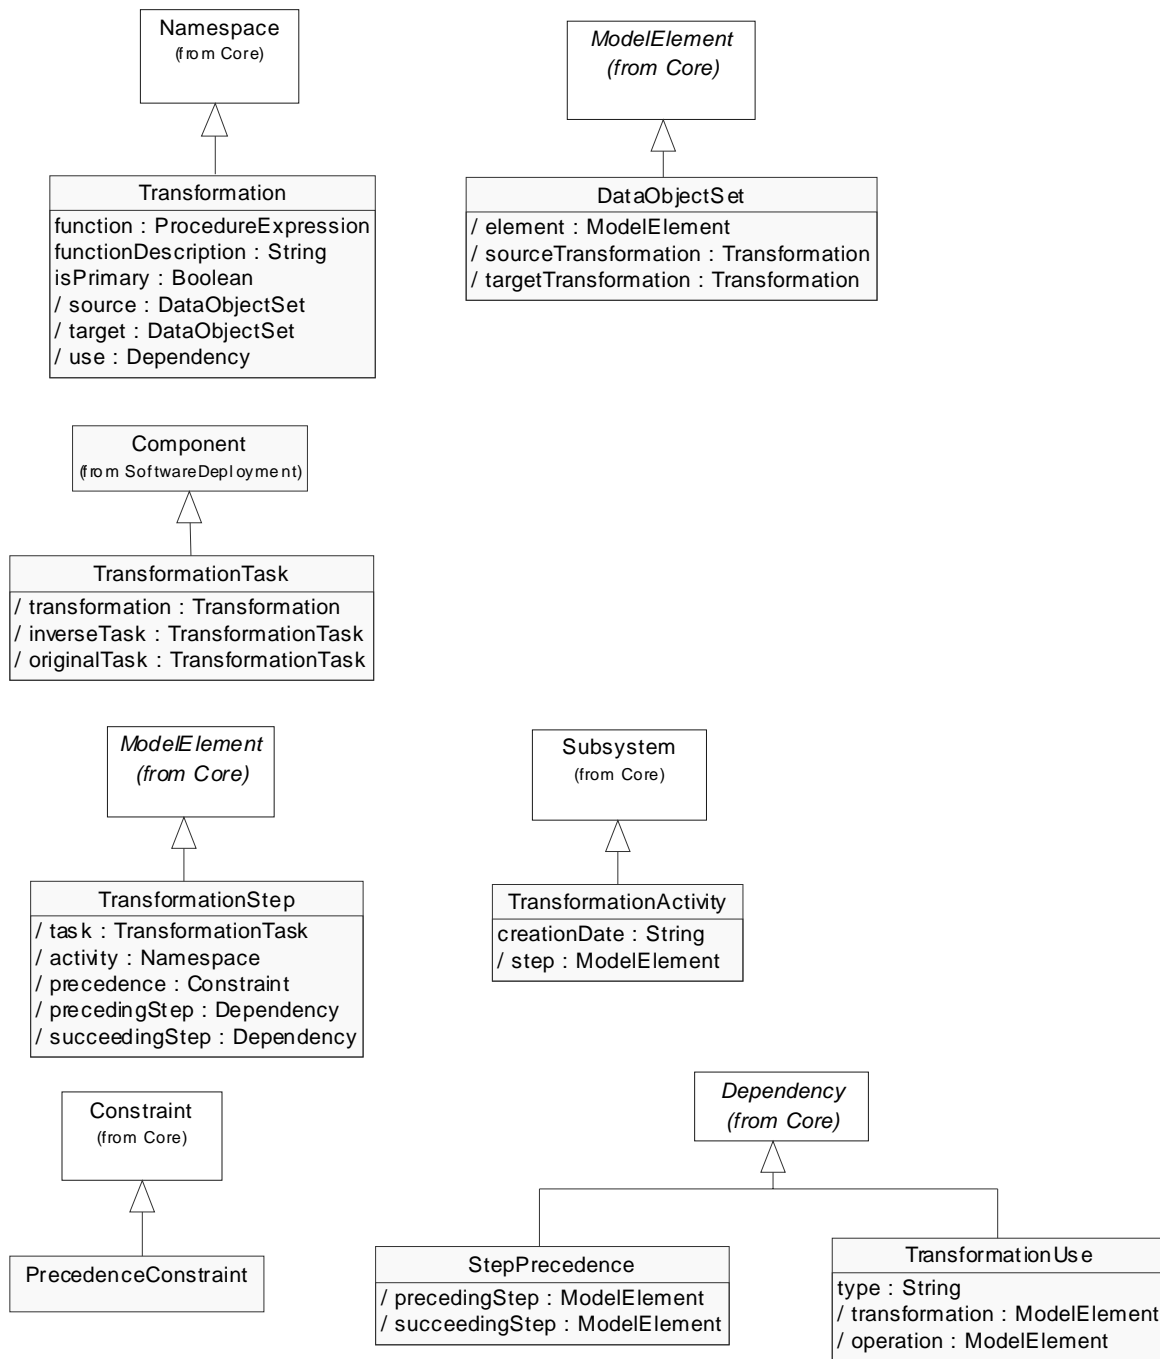 Namespace
(from Core)
ModelElement
(from Core)
Transformation
function : ProcedureExpression
functionDescription : String
isPrimary : Boolean
/ source : DataObjectSet
/ target : DataObjectSet
/ use : Dependency
DataObjectSet
/ element : ModelElement
/ sourceTransformation : Transformation
/ targetTransformation : Transformation
Component
(from SoftwareDeployment)
TransformationTask
/ transformation : Transformation
/ inverseTask : TransformationTask
/ originalTask : TransformationTask
ModelElement
(from Core)
Subsystem
(from Core)
TransformationStep
/ task : TransformationTask
/ activity : Namespace
/ precedence : Constraint
/ precedingStep : Dependency
/ succeedingStep : Dependency
TransformationActivity
creationDate : String
/ step : ModelElement
Constraint
(from Core)
Dependency
(from Core)
PrecedenceConstraint
StepPrecedence
/ precedingStep : ModelElement
/ succeedingStep : ModelElement
TransformationUse
type : String
/ transformation : ModelElement
/ operation : ModelElement